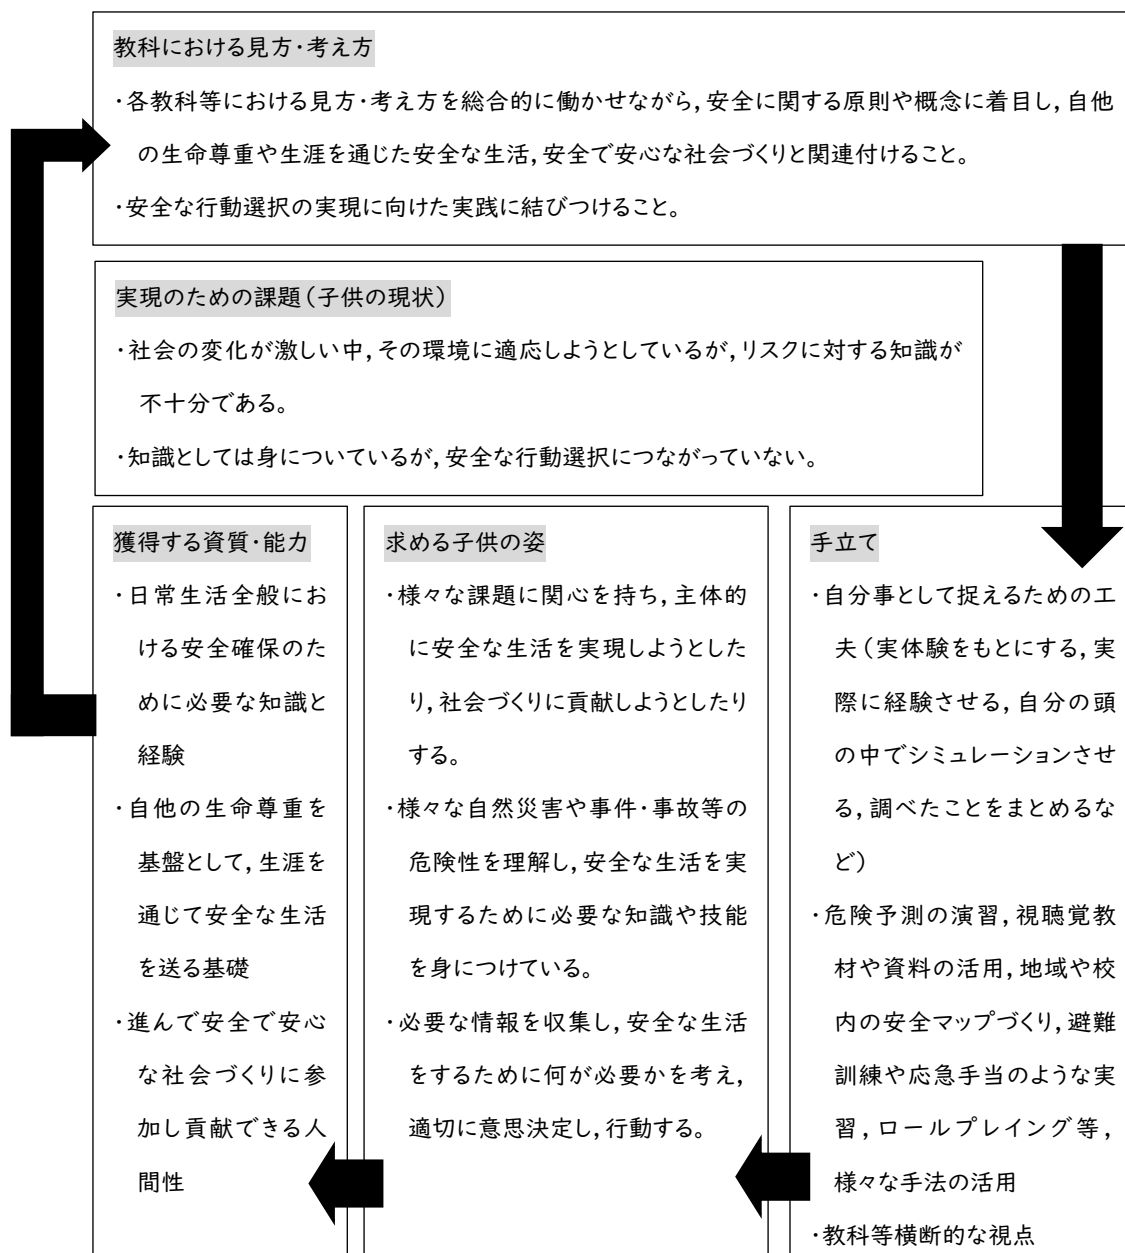 教科における見方・考え方
・各教科等における見方・考え方を総合的に働かせながら,安全に関する原則や概念に着目し,自他
の生命尊重や生涯を通じた安全な生活,安全で安心な社会づくりと関連付けること。
・安全な行動選択の実現に向けた実践に結びつけること。
実現のための課題(子供の現状)
・社会の変化が激しい中,その環境に適応しようとしているが,リスクに対する知識が
不十分である。
・知識としては身についているが,安全な行動選択につながっていない。
獲得する資質・能力
・日常生活全般にお
ける安全確保のた
めに必要な知識と
経験
・自他の生命尊重を
基盤として,生涯を
通じて安全な生活
を送る基礎
・進んで安全で安心
な社会づくりに参
加し貢献できる人
間性
求める子供の姿
・様々な課題に関心を持ち,主体的
に安全な生活を実現しようとした
り,社会づくりに貢献しようとしたり
する。
・様々な自然災害や事件・事故等の
危険性を理解し,安全な生活を実
現するために必要な知識や技能
を身につけている。
・必要な情報を収集し,安全な生活
をするために何が必要かを考え,
適切に意思決定し,行動する。
手立て
・自分事として捉えるための工
夫(実体験をもとにする,実
際に経験させる,自分の頭
の中でシミュレーションさせ
る,調べたことをまとめるな
ど)
・危険予測の演習,視聴覚教
材や資料の活用,地域や校
内の安全マップづくり,避難
訓練や応急手当のような実
習,ロールプレイング等,
様々な手法の活用
・教科等横断的な視点